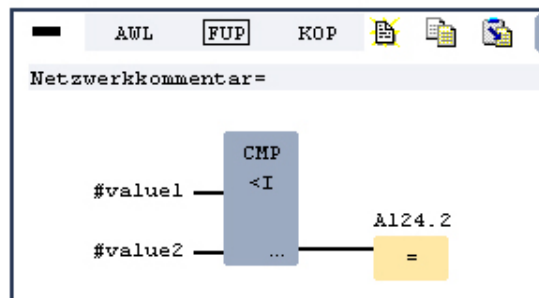 AWL FUP KOP
Netzwerkkommentar=
CMP
<I
#value1
A124.2
#value2 ...
=